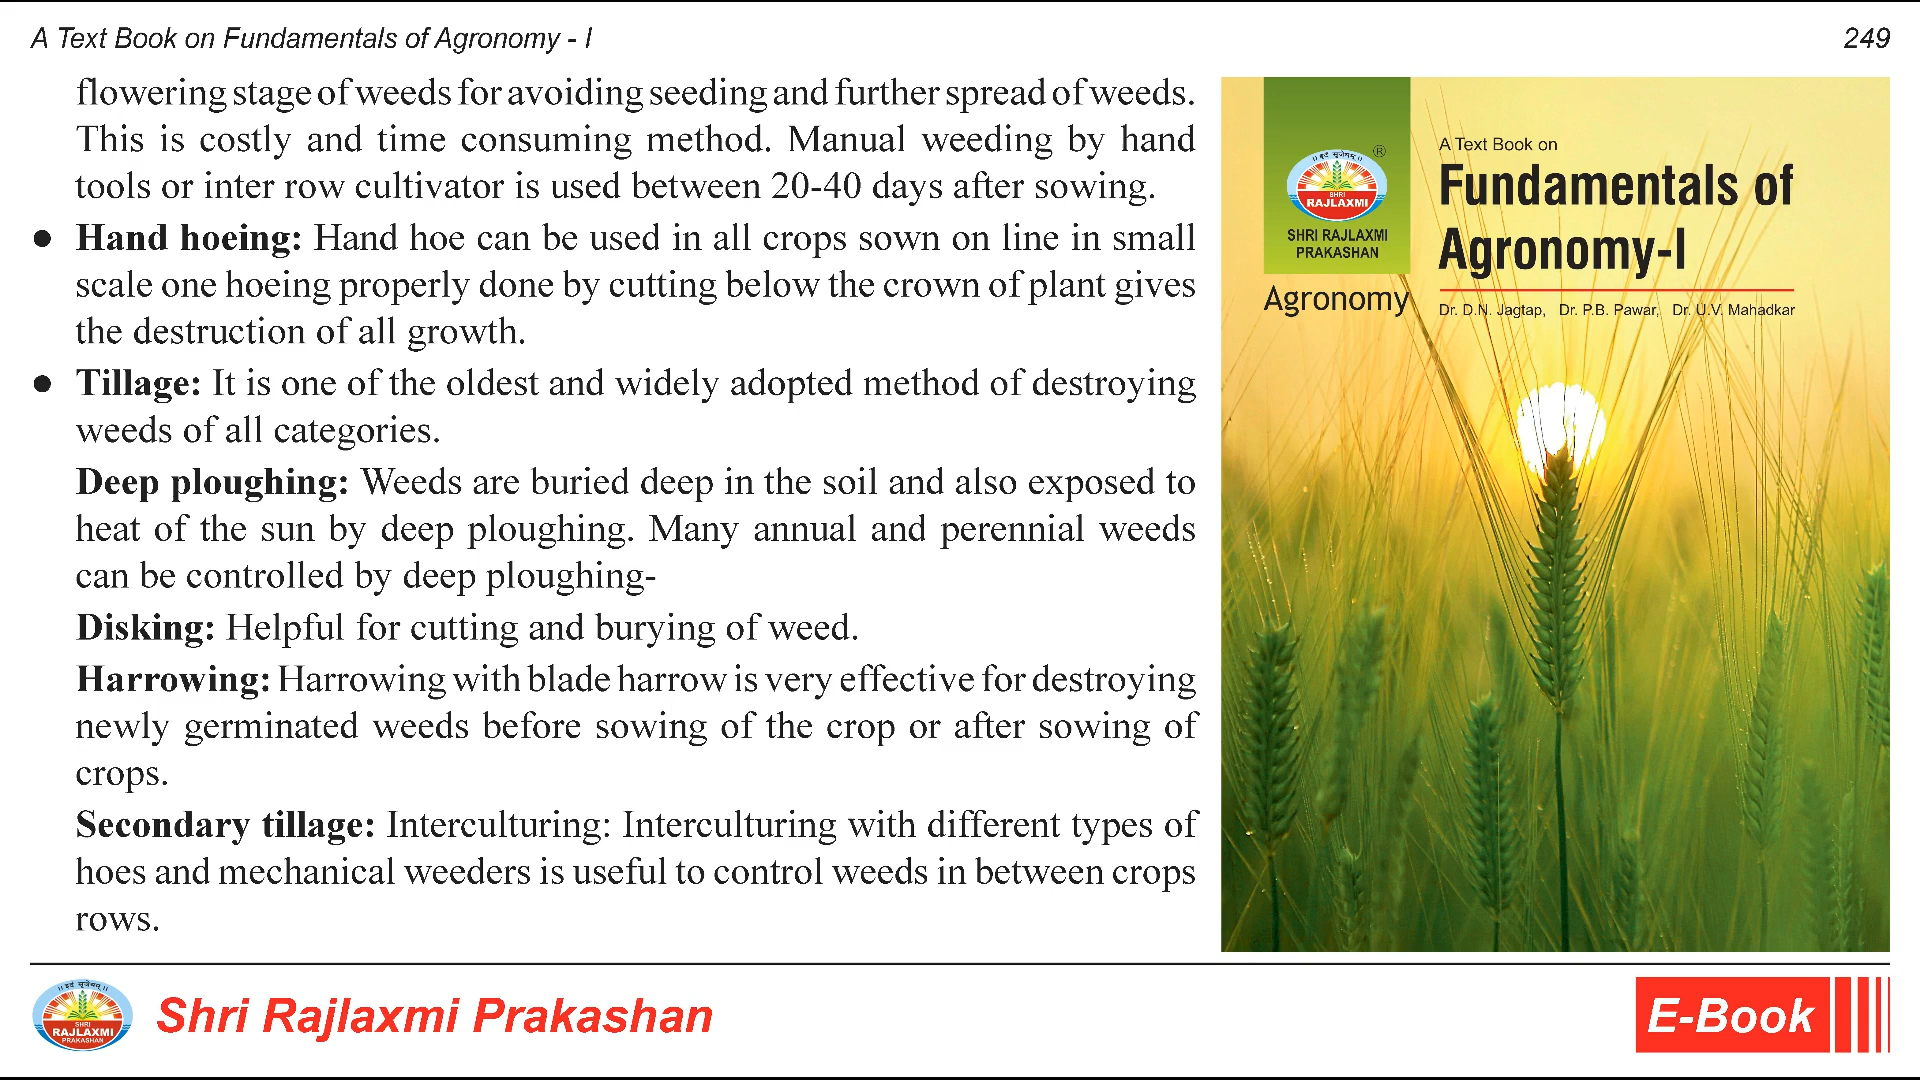 A Text Book on Fundamentals of Agronomy - I
249
flowering stage of weeds for avoiding seeding and further spread of weeds.
This is costly and time consuming method. Manual weeding by hand
tools or inter row cultivator is used between 20-40 days after sowing.
● Hand hoeing: Hand hoe can be used in all crops sown on line in small
scale one hoeing properly done by cutting below the crown of plant gives
the destruction of all growth.
● Tillage: It is one of the oldest and widely adopted method of destroying
weeds of all categories.
Deep ploughing: Weeds are buried deep in the soil and also exposed to
heat of the sun by deep ploughing. Many annual and perennial weeds
can be controlled by deep ploughing-
Disking: Helpful for cutting and burying of weed.
Harrowing: Harrowing with blade harrow is very effective for destroying
newly germinated weeds before sowing of the crop or after sowing of
crops.
Secondary tillage: Interculturing: Interculturing with different types of
hoes and mechanical weeders is useful to control weeds in between crops
rows.
®
SHRI
RAJLAXMI
SHRI RAJLAXMI
PRAKASHAN
Agronomy
A Text Book on
Fundamentals of
Agronomy-I
Dr. D.N. Jagtap, Dr. P.B. Pawar, Dr. U.V. Mahadkar
SHRI
RAJLAXMI
PRAKASHAN
Shri Rajlaxmi Prakashan
E-Book